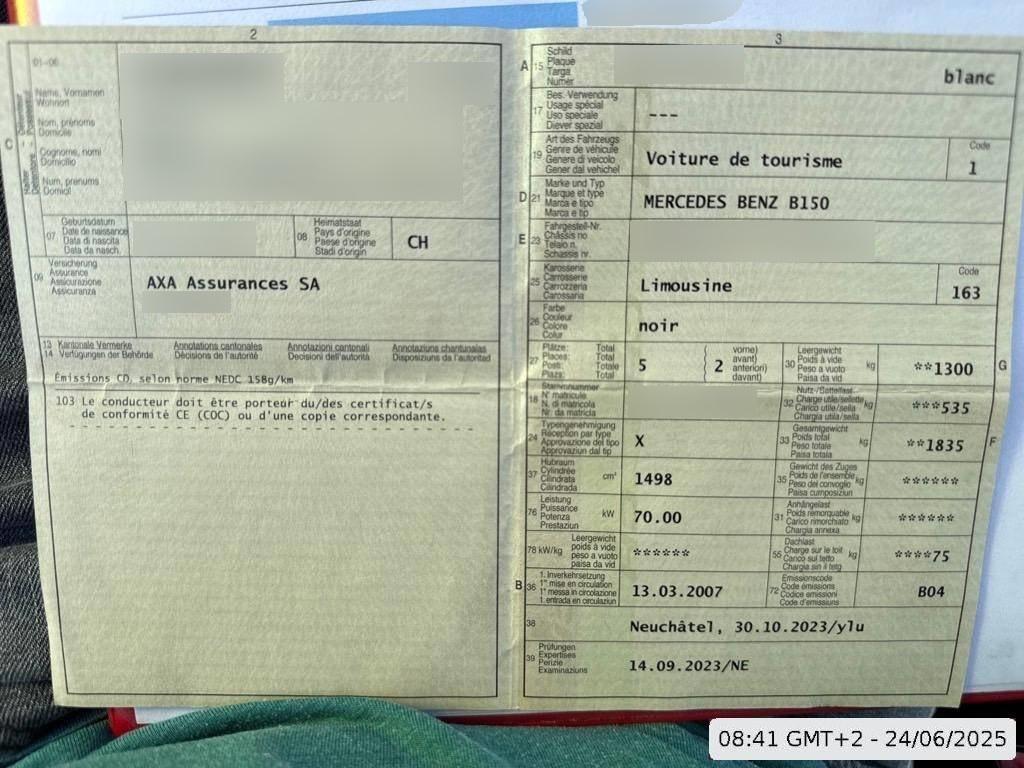 2
01-06
Name, Vornamen
Wohnort
Nom, prénoms
Domicile
C
Cognome, nomi
Domicilio
Num, prenums
Domicil
07
Geburtsdatum
Date de naissance
Data di nascita
Data da nasch.
08
Heimatstaat
Pays d'origine
Paese d'origine
Stadi d'origin
CH
09
Versicherung
Assurance
Assicurazione
Assicuranza
AXA Assurances SA
13 Kantonale Vermerke
14 Verfügungen der Behörde
Annotations cantonales
Décisions de l'autorité
Annotazioni cantonali
Decisioni dell'autorità
Annotaziuns chantunalas
Disposiziuns da l'autoritad
Émissions CO₂ selon norme NEDC 158g/km
103 Le conducteur doit être porteur du/des certificat/s
de conformité CE (COC) ou d'une copie correspondante.
3
A
15
Schild
Plaque
Targa
Numer
blanc
17
Bes. Verwendung
Usage spécial
Uso speciale
Diever spezial
---
19
Art des Fahrzeugs
Genre de véhicule
Genere di veicolo
Gener dal vehichel
Voiture de tourisme
Code
1
D
21
Marke und Typ
Marque et type
Marca e tipo
Marca e tip
MERCEDES BENZ B150
E
23
Fahrgestell-Nr.
Châssis no
Telaio n.
Schassis nr.
25
Karosserie
Carrosserie
Carrozzeria
Carossaria
Limousine
Code
163
26
Farbe
Couleur
Colore
Colur
noir
27
Plätze: Total
Places: Total
Posti: Totale
Plazs: Total
5
2
vorne)
avant)
anteriori)
davant)
30
Leergewicht
Poids à vide
Peso a vuoto
Paisa da vid
kg
**1300
G
18
Stammnummer
N° matricule
N. di matricola
Nr. da matricla
32
Nutz-/Sattellast
Charge utile/sellette
Carico utile/sella
Chargia utila/sella
kg
***535
24
Typengenehmigung
Réception par type
Approvazione del tipo
Approvaziun dal tip
X
33
Gesamtgewicht
Poids total
Peso totale
Paisa totala
kg
**1835
F
37
Hubraum
Cylindrée
Cilindrata
Cilindrada
cm³
1498
35
Gewicht des Zuges
Poids de l'ensemble
Peso del convoglio
Paisa cumposiziun
kg
******
76
Leistung
Puissance
Potenza
Prestaziun
kW
70.00
31
Anhängelast
Poids remorquable
Carico rimorchiato
Chargia annexa
kg
******
78 kW/kg
Leergewicht
poids à vide
peso a vuoto
paisa da vid
******
55
Dachlast
Charge sur le toit
Carico sul tetto
Chargia sin il tetg
kg
****75
B
36
1. Inverkehrsetzung
1re mise en circulation
1a messa in circolazione
1. entrada en circulaziun
13.03.2007
72
Emissionscode
Code émissions
Codice emissioni
Code d'emissiuns
B04
38
Neuchâtel, 30.10.2023/ylu
39
Prüfungen
Expertises
Perizie
Examinaziuns
14.09.2023/NE
08:41 GMT+2 - 24/06/2025